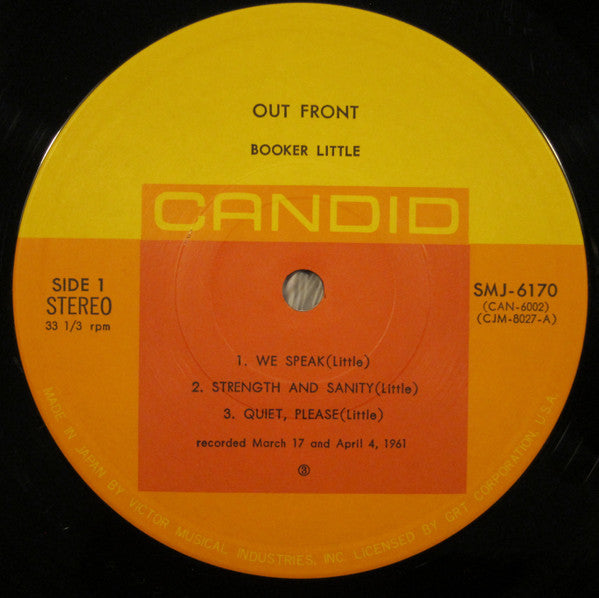 OUT FRONT
BOOKER LITTLE
CANDID
SIDE 1
STEREO
33 1/3 rpm
SMJ-6170
(CAN-6002)
(CJM-8027-A)
1. WE SPEAK(Little)
2. STRENGTH AND SANITY(Little)
3. QUIET, PLEASE(Little)
recorded March 17 and April 4, 1961
③
MADE IN JAPAN BY VICTOR MUSICAL INDUSTRIES, INC. LICENSED BY GRT CORPORATION, U.S.A.